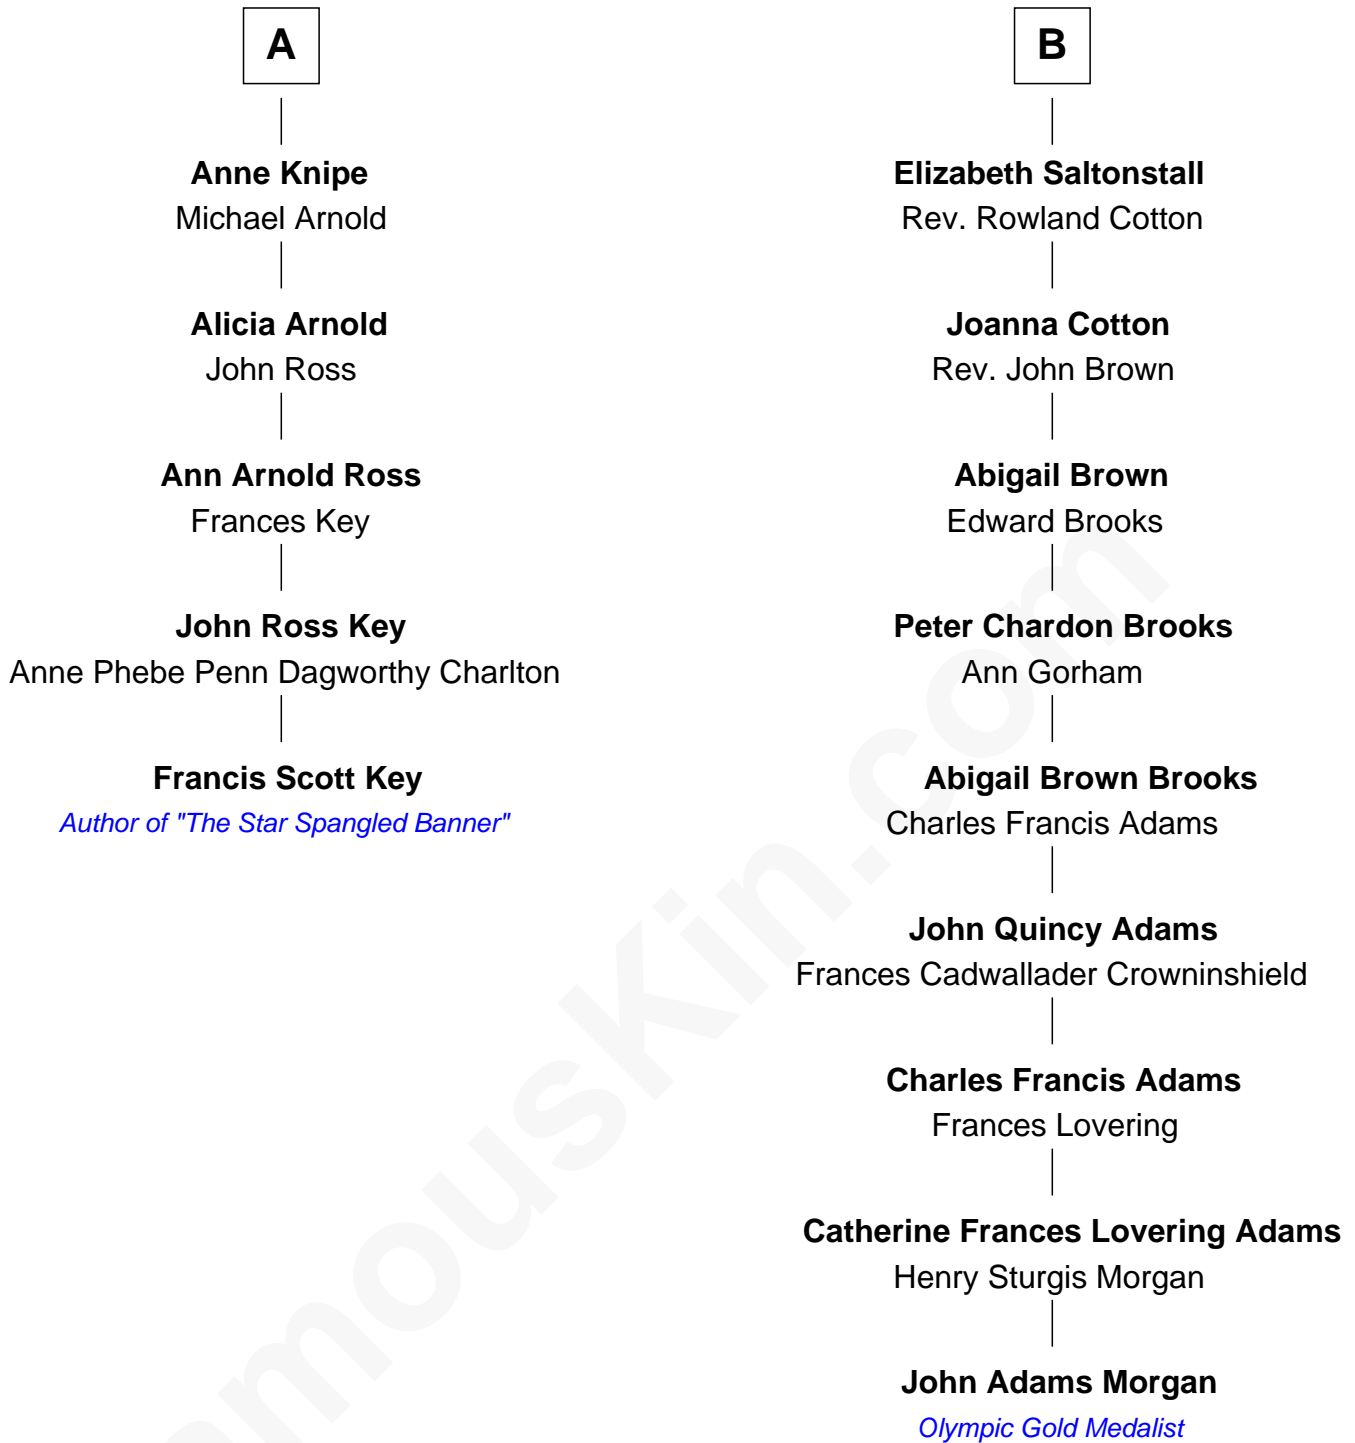 A
Anne Knipe
Michael Arnold
Alicia Arnold
John Ross
Ann Arnold Ross
Frances Key
John Ross Key
Anne Phebe Penn Dagworthy Charlton
Francis Scott Key
Author of "The Star Spangled Banner"
B
Elizabeth Saltonstall
Rev. Rowland Cotton
Joanna Cotton
Rev. John Brown
Abigail Brown
Edward Brooks
Peter Chardon Brooks
Ann Gorham
Abigail Brown Brooks
Charles Francis Adams
John Quincy Adams
Frances Cadwallader Crowninshield
Charles Francis Adams
Frances Lovering
Catherine Frances Lovering Adams
Henry Sturgis Morgan
John Adams Morgan
Olympic Gold Medalist
amouskin.com